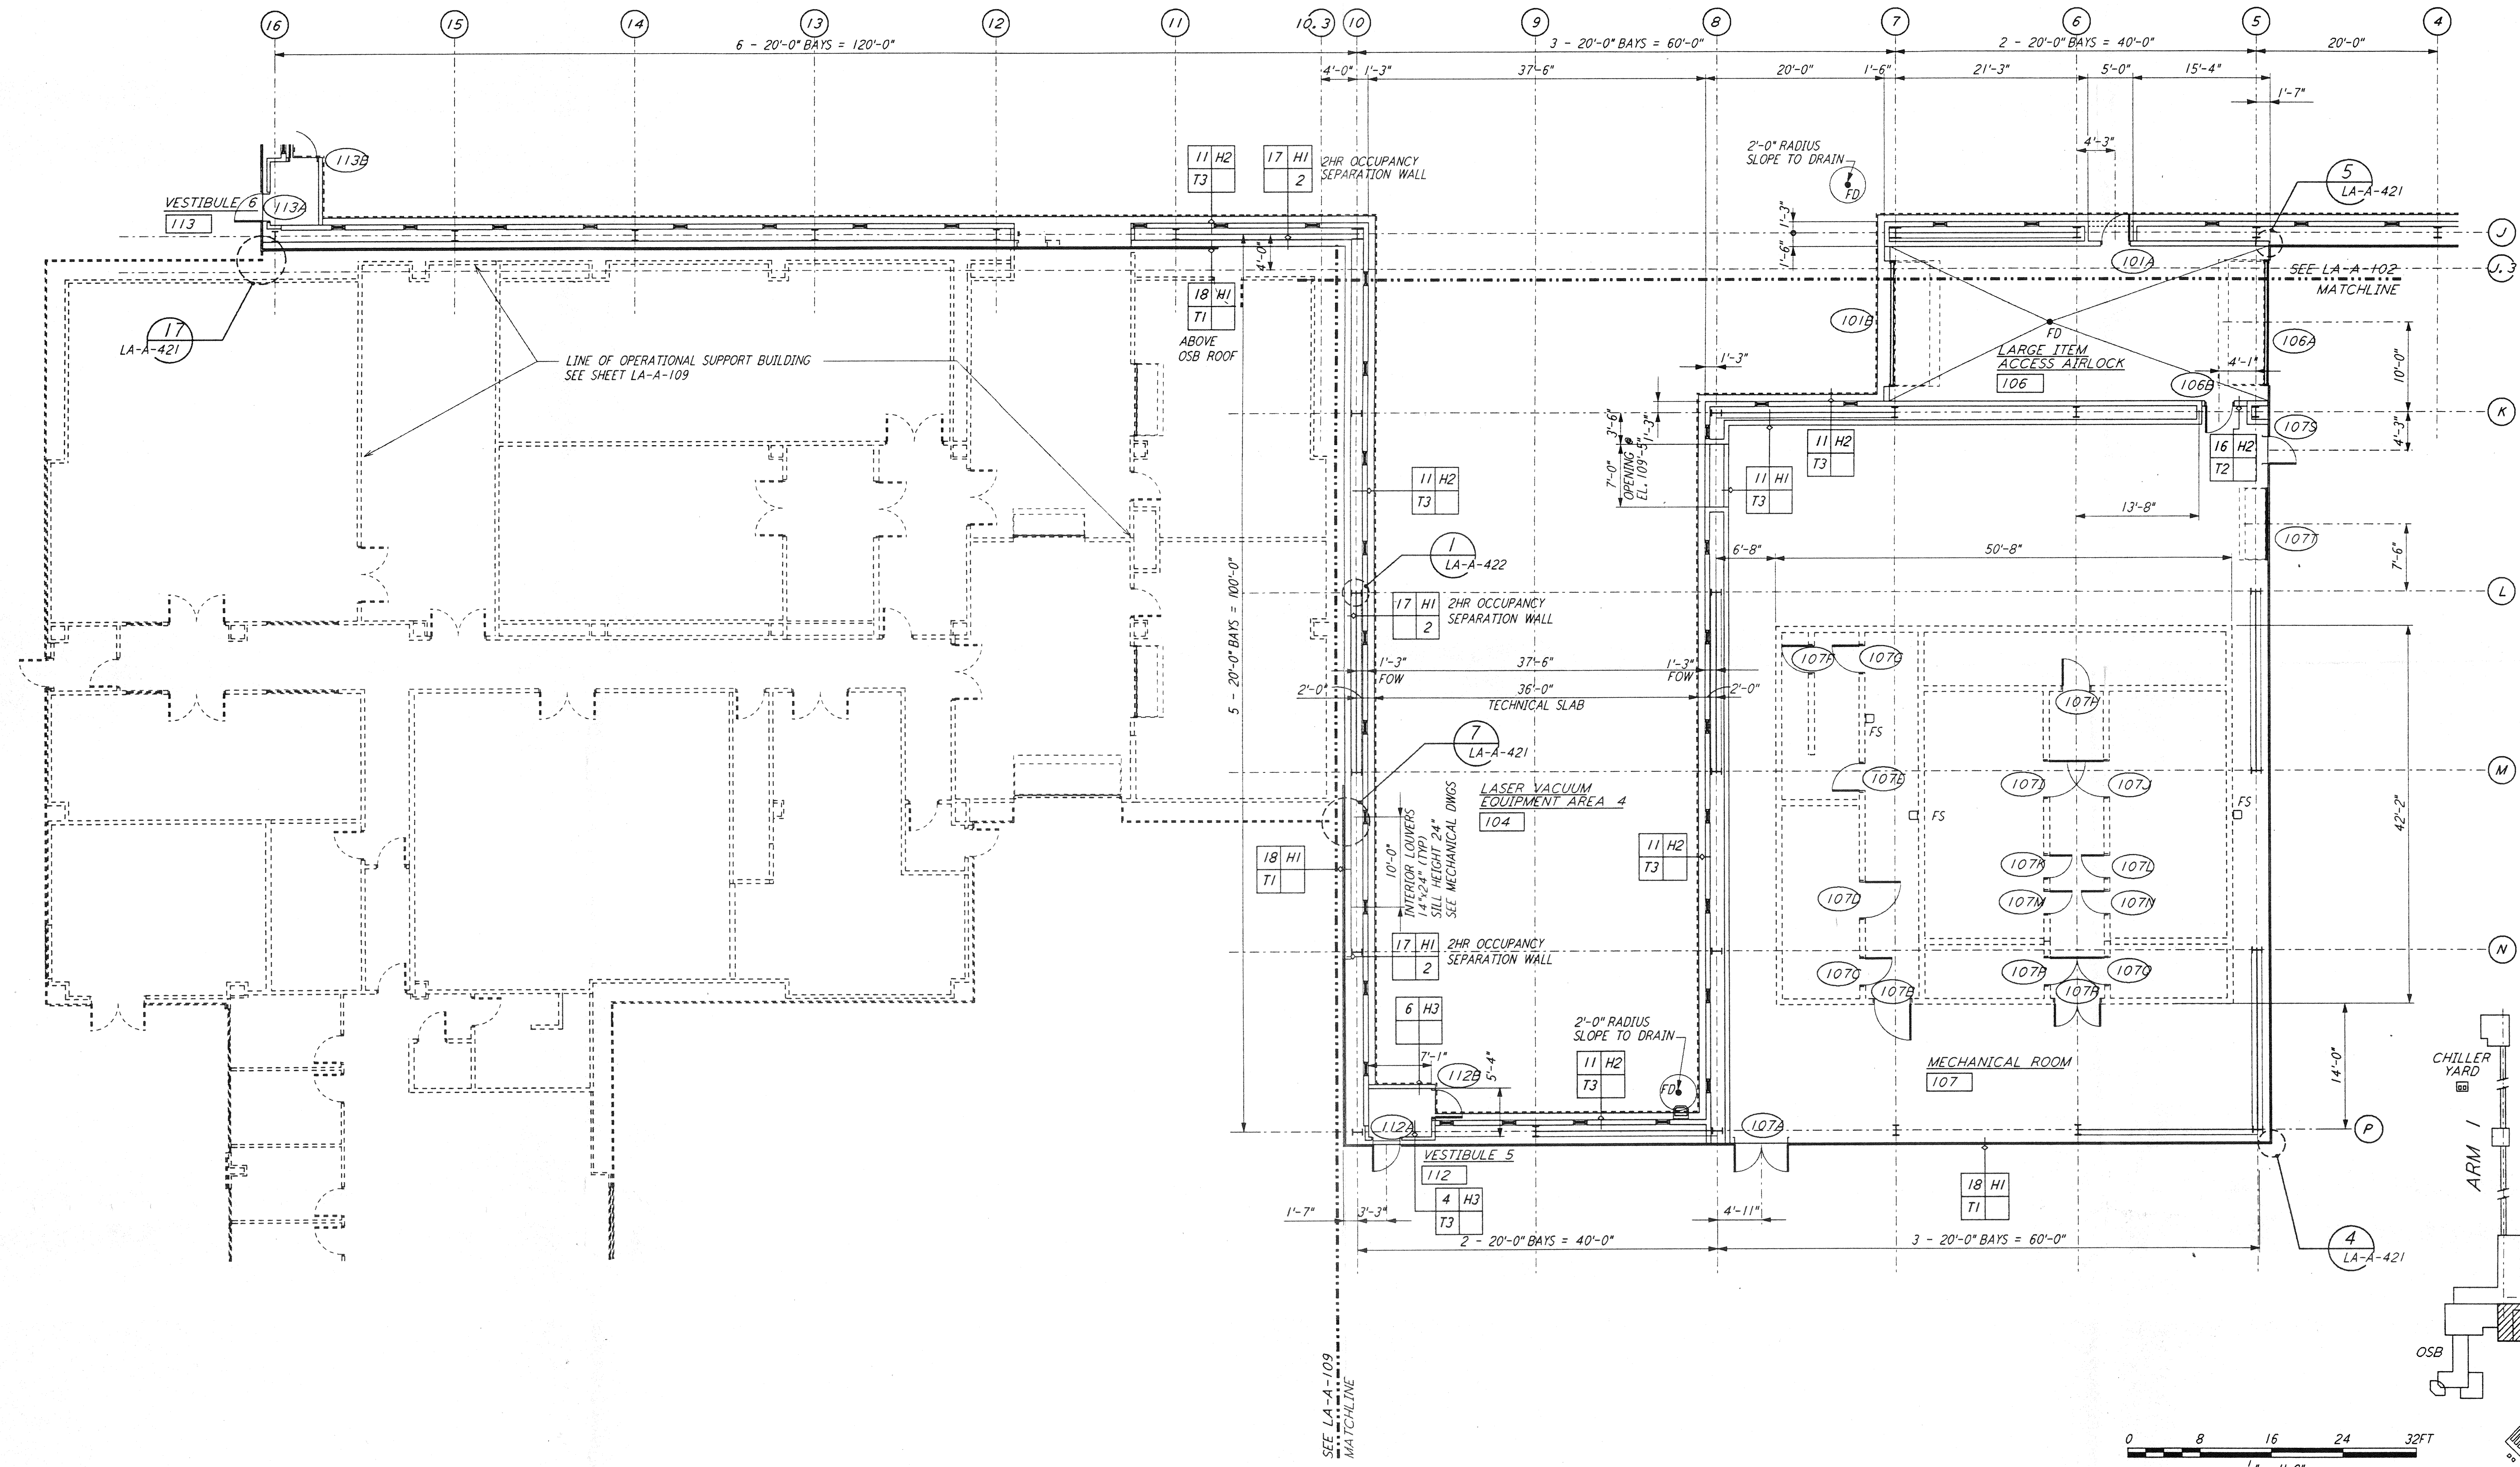 16
15
14
13
12
11
10.3
10
9
8
7
6
5
4
6 - 20'-0" BAYS = 120'-0"
3 - 20'-0" BAYS = 60'-0"
2 - 20'-0" BAYS = 40'-0"
20'-0"
4'-0"
1'-3"
37'-6"
20'-0"
1'-6"
21'-3"
5'-0"
15'-4"
1'-7"
4'-3"
113B
VESTIBULE 6
113
113A
11 H2
T3
17 H1
2
2HR OCCUPANCY
SEPARATION WALL
2'-0" RADIUS
SLOPE TO DRAIN
FD
5
LA-A-421
1'-3"
1'-6"
J
J.3
101A
SEE LA-A-102
MATCHLINE
4'-0"
17
LA-A-421
18 H1
T1
ABOVE
OSB ROOF
LINE OF OPERATIONAL SUPPORT BUILDING
SEE SHEET LA-A-109
101B
FD
LARGE ITEM
ACCESS AIRLOCK
106
106A
106B
4'-1"
10'-0"
1'-3"
K
3'-6"
1'-3"
7'-0"
OPENING @
EL. 109'-5"
11 H2
T3
107S
4'-3"
16 H2
T2
11 H2
T3
11 H1
T3
13'-8"
107T
7'-6"
1
LA-A-422
6'-8"
50'-8"
L
5 - 20'-0" BAYS = 100'-0"
17 H1
2
2HR OCCUPANCY
SEPARATION WALL
1'-3"
FOW
37'-6"
1'-3"
FOW
2'-0"
36'-0"
2'-0"
TECHNICAL SLAB
107F
107G
107H
FS
7
LA-A-421
M
107E
107I
107J
LASER VACUUM
EQUIPMENT AREA 4
104
FS
FS
42'-2"
10'-0"
INTERIOR LOUVERS
14"x24" (TYP)
SILL HEIGHT 24"
SEE MECHANICAL DWGS
18 H1
T1
11 H2
T3
107K
107L
107D
107M
107N
17 H1
2
2HR OCCUPANCY
SEPARATION WALL
N
107C
107B
107P
107Q
107R
6 H3
2'-0" RADIUS
SLOPE TO DRAIN
7'-1"
112B
5'-4"
11 H2
T3
FD
MECHANICAL ROOM
107
14'-0"
CHILLER
YARD
112A
107A
P
VESTIBULE 5
112
ARM 1
4 H3
T3
18 H1
T1
1'-7"
3'-3"
4'-11"
2 - 20'-0" BAYS = 40'-0"
3 - 20'-0" BAYS = 60'-0"
4
LA-A-421
OSB
SEE LA-A-109
MATCHLINE
0 8 16 24 32FT